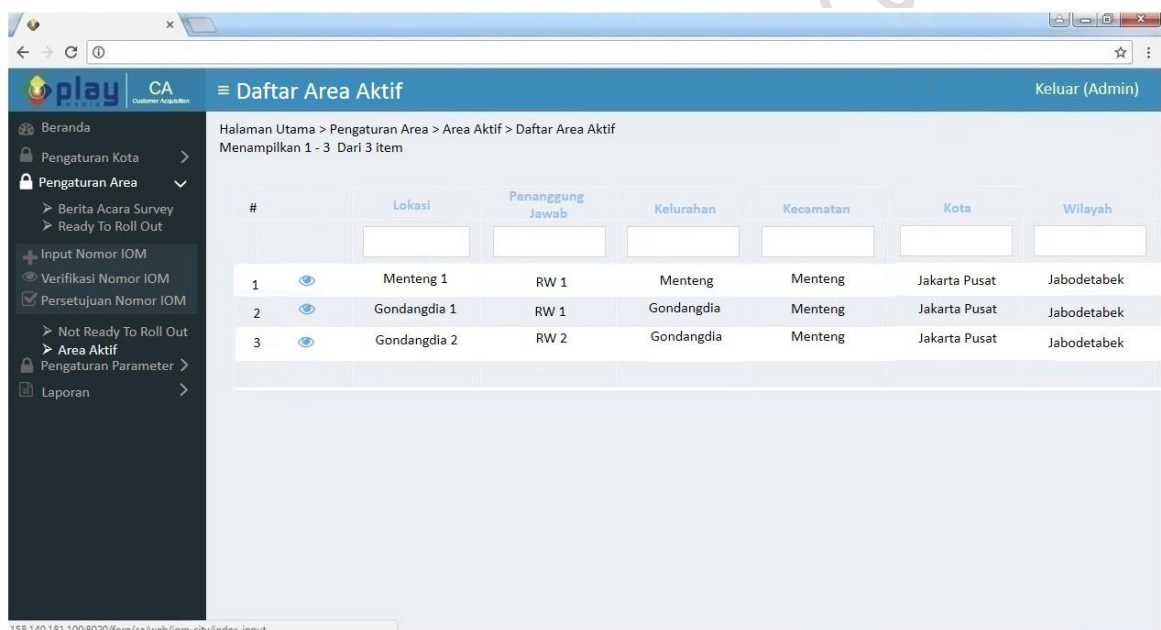 play
MEDIA
CA
Customer Acquisition
≡ Daftar Area Aktif
Keluar (Admin)
Beranda
Pengaturan Kota >
Pengaturan Area
➢ Berita Acara Survey
➢ Ready To Roll Out
Input Nomor IOM
Verifikasi Nomor IOM
Persetujuan Nomor IOM
➢ Not Ready To Roll Out
➢ Area Aktif
Pengaturan Parameter >
Laporan >
Halaman Utama > Pengaturan Area > Area Aktif > Daftar Area Aktif
Menampilkan 1 - 3 Dari 3 item
# Lokasi Penanggung Jawab Kelurahan Kecamatan Kota Wilayah
1 Menteng 1 RW 1 Menteng Menteng Jakarta Pusat Jabodetabek
2 Gondangdia 1 RW 1 Gondangdia Menteng Jakarta Pusat Jabodetabek
3 Gondangdia 2 RW 2 Gondangdia Menteng Jakarta Pusat Jabodetabek